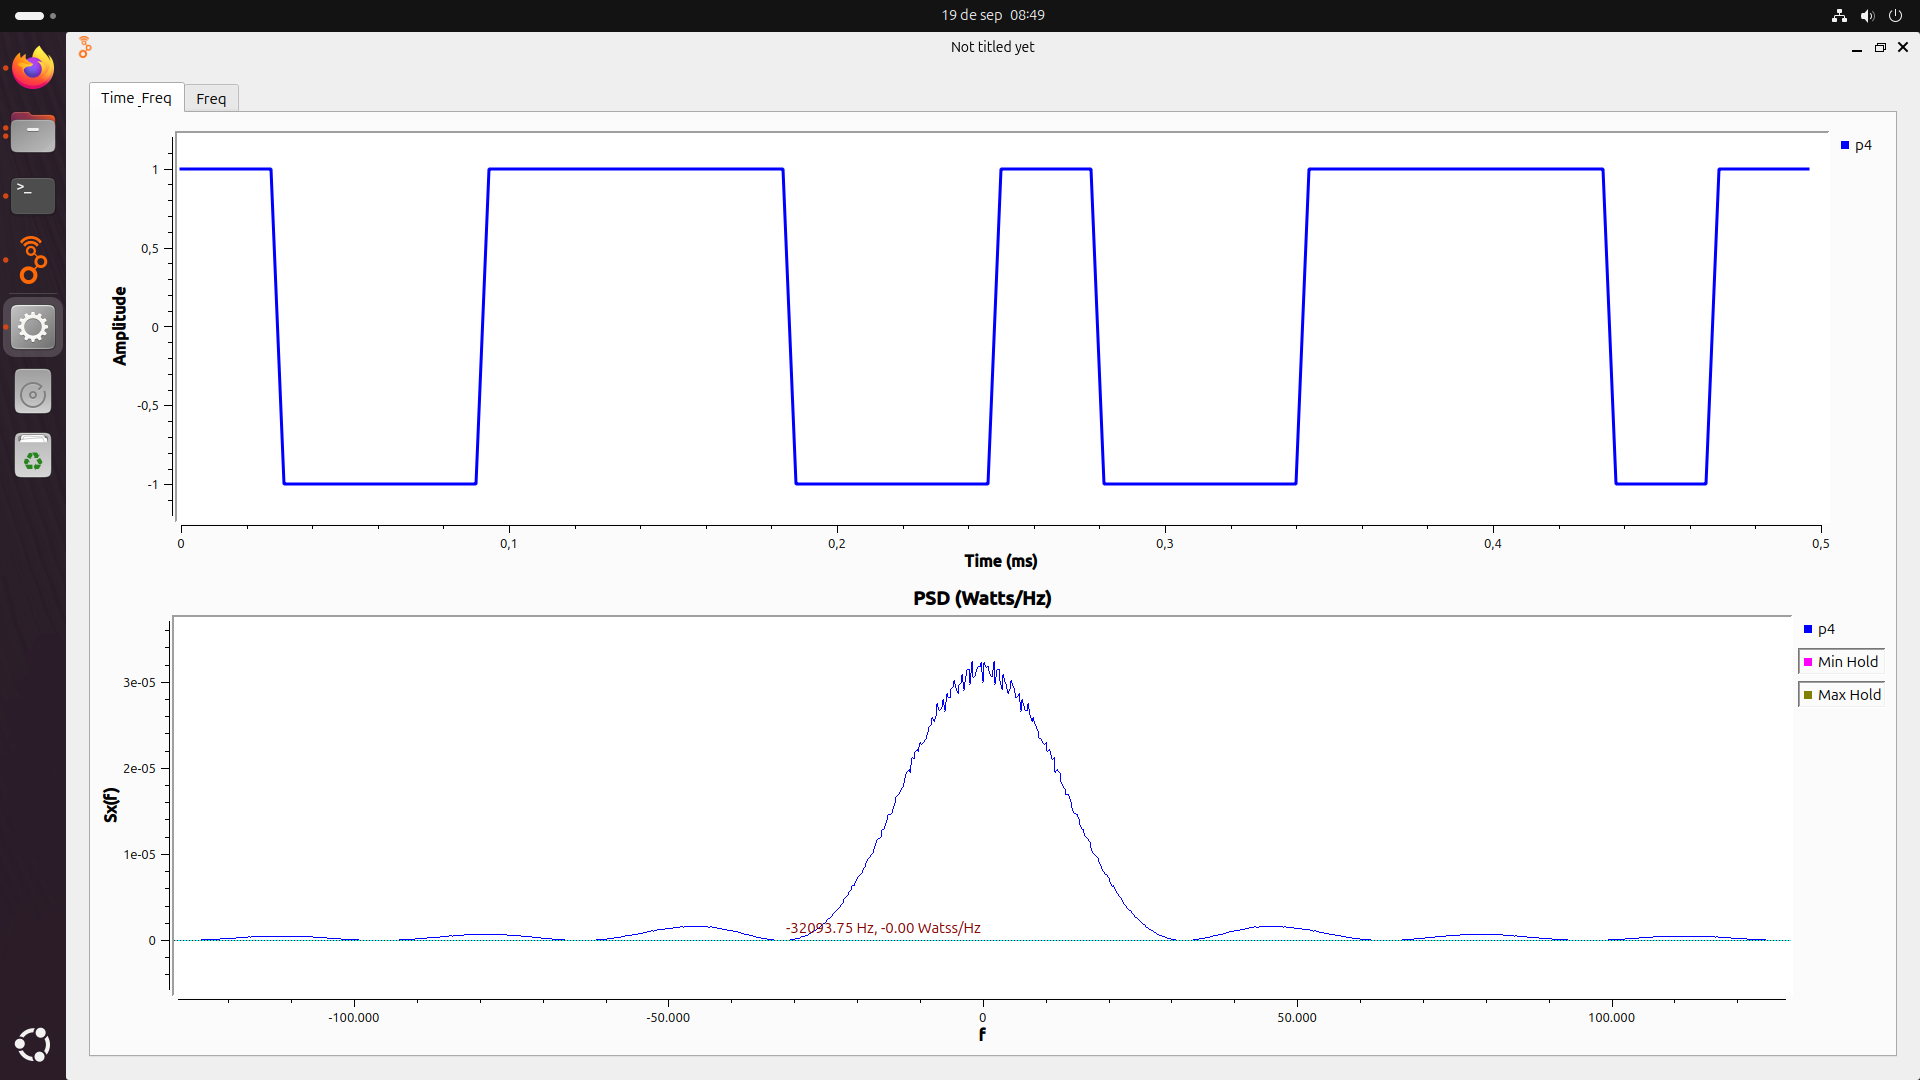 19 de sep 08:49
Not titled yet
Time_Freq
Freq
p4
1
0,5
0
-0,5
-1
Amplitude
0
0,1
0,2
0,3
0,4
0,5
Time (ms)
PSD (Watts/Hz)
p4
Min Hold
Max Hold
3e-05
2e-05
1e-05
0
Sx(f)
-32093.75 Hz, -0.00 Watss/Hz
-100.000
-50.000
0
50.000
100.000
f